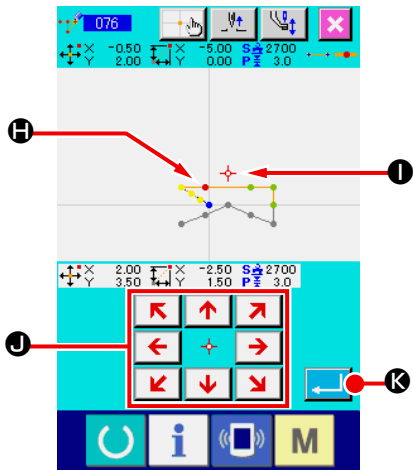 076
X -0.50 X -5.00 S 2700
Y 2.00 Y 0.00 P 3.0
H
I
X 2.00 X -2.50 S 2700
Y 3.50 Y 1.50 P 3.0
J
K
i M